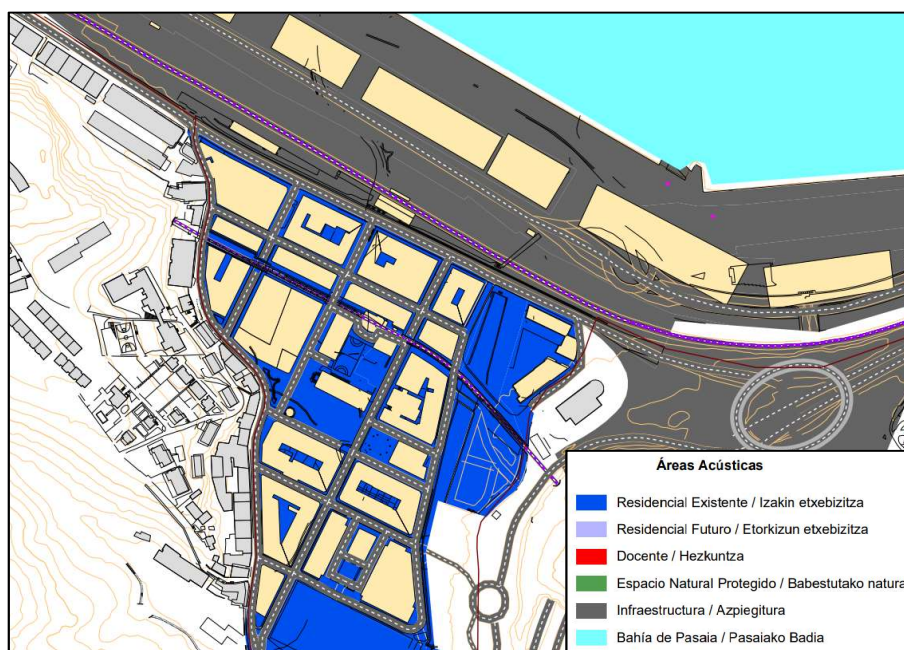 Áreas Acústicas
Residencial Existente / Izakin etxebizitza
Residencial Futuro / Etorkizun etxebizitza
Docente / Hezkuntza
Espacio Natural Protegido / Babestutako natura
Infraestructura / Azpiegitura
Bahía de Pasaia / Pasaiako Badia